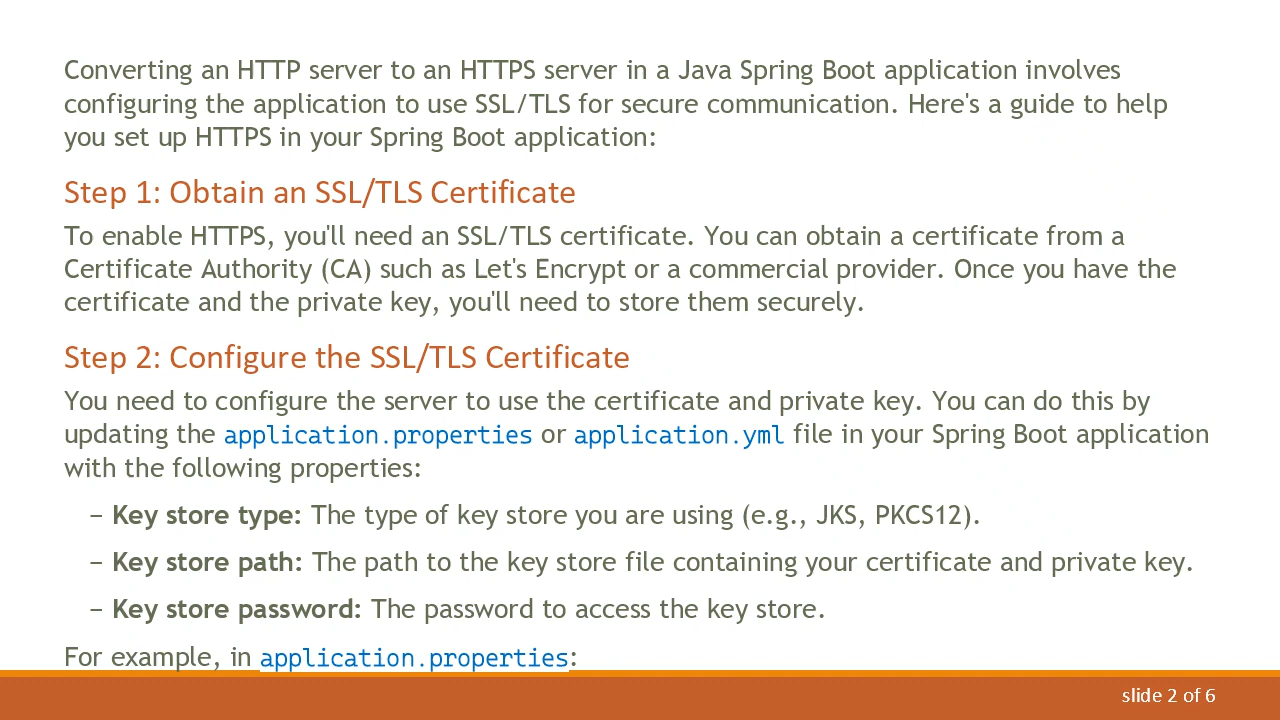 Converting an HTTP server to an HTTPS server in a Java Spring Boot application involves
configuring the application to use SSL/TLS for secure communication. Here's a guide to help
you set up HTTPS in your Spring Boot application:
Step 1: Obtain an SSL/TLS Certificate
To enable HTTPS, you'll need an SSL/TLS certificate. You can obtain a certificate from a
Certificate Authority (CA) such as Let's Encrypt or a commercial provider. Once you have the
certificate and the private key, you'll need to store them securely.
Step 2: Configure the SSL/TLS Certificate
You need to configure the server to use the certificate and private key. You can do this by
updating the application.properties or application.yml file in your Spring Boot application
with the following properties:
– Key store type: The type of key store you are using (e.g., JKS, PKCS12).
– Key store path: The path to the key store file containing your certificate and private key.
– Key store password: The password to access the key store.
For example, in application.properties:
slide 2 of 6